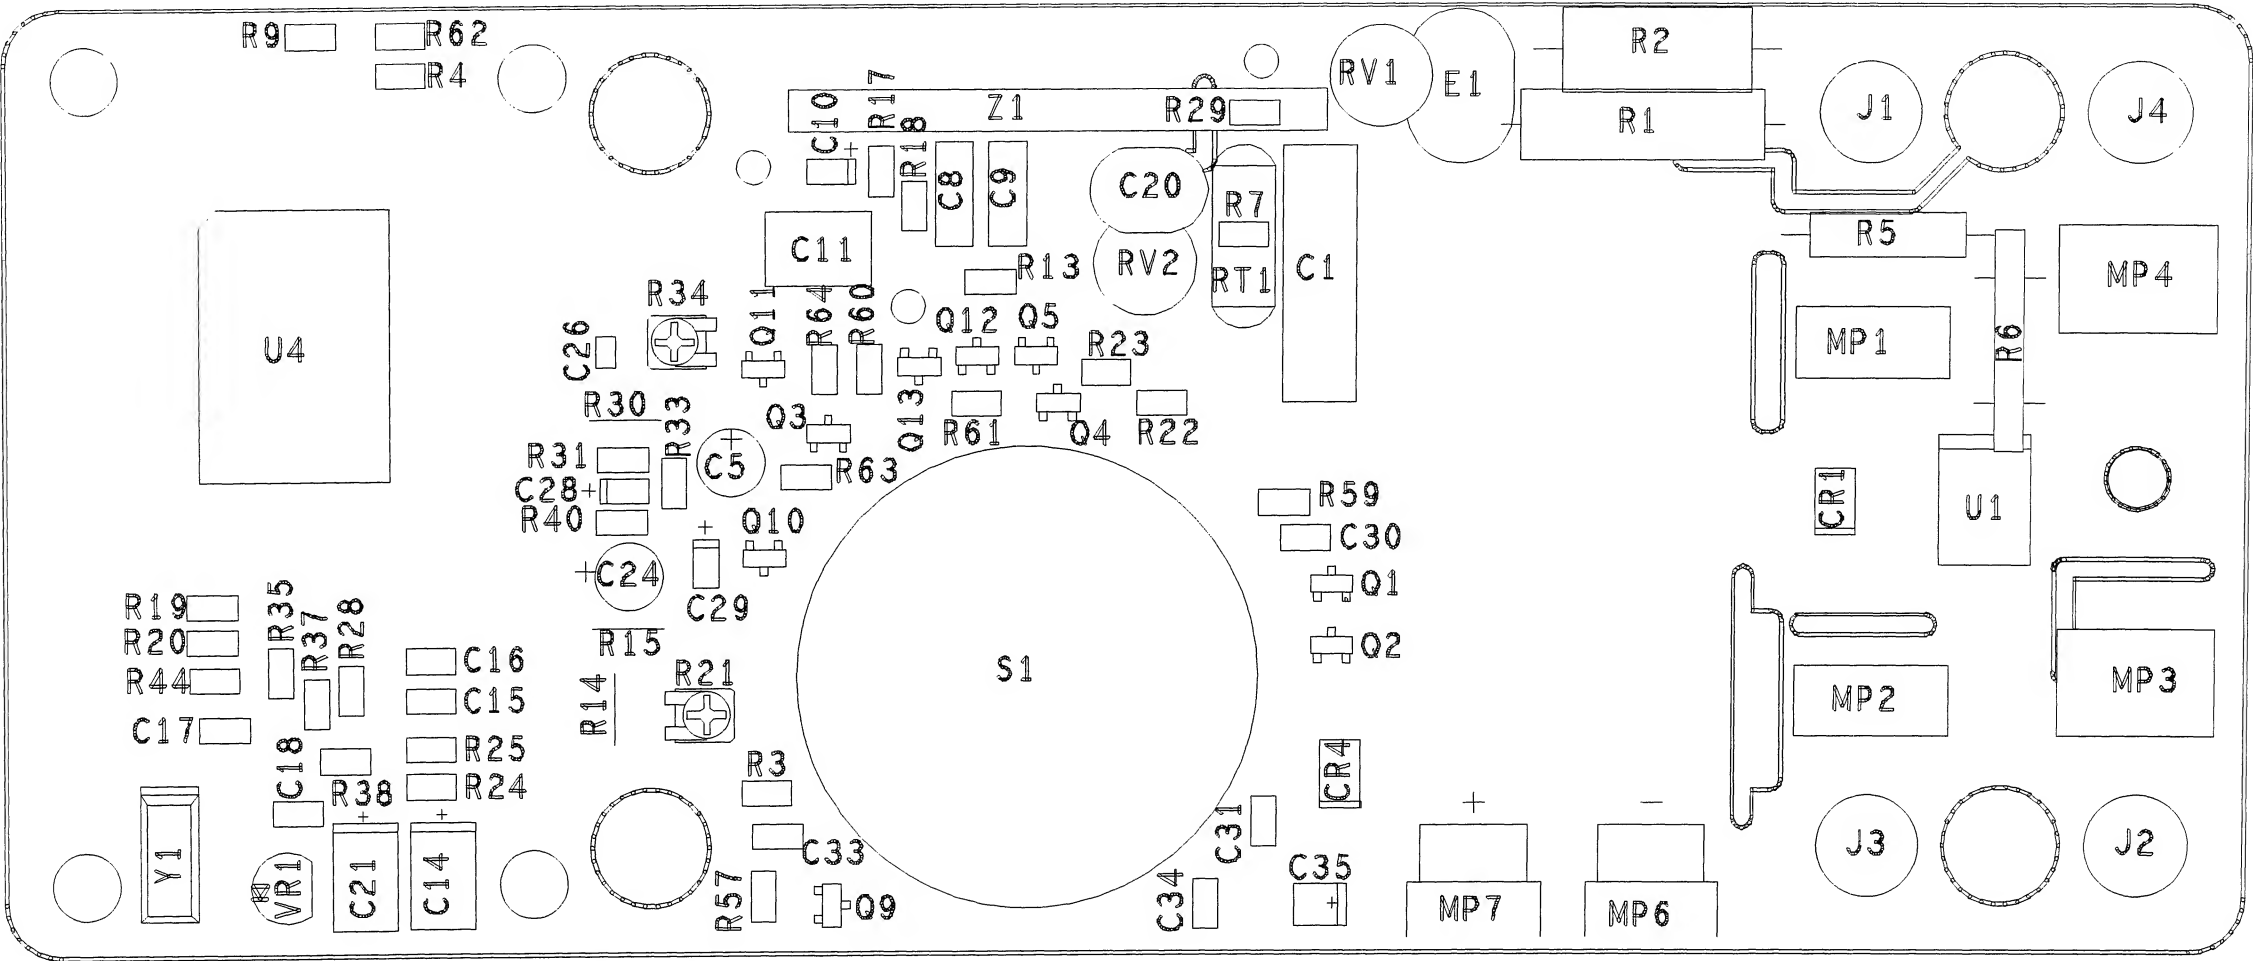 R9 R62
R4
RV1 E1 R2
R17 C10 Z1 R29 R1 J1 J4
+ R18
C8 C9 C20 R7
C11 RV2 RT1 C1 R5 MP4
R13
R34 Q11 R64 R60 Q12 Q5
U4 C26 R23 MP1 R6
R30 R33 Q3 Q13 R61 Q4 R22
R31 + C5 R63
C28 + R59 CR1 U1
R40 + Q10 C30
+ C24 Q1
R19 R35 R37 R28 C29
R20 R15 Q2
R44 C16 R21 S1 MP2 MP3
C17 C15 R14
C18 R25 R3 CR4
R38 R24 + −
+ + C33 C31
Y1 VR1 C21 C14 C35 J3 J2
R57 Q9 C34 + MP7 MP6